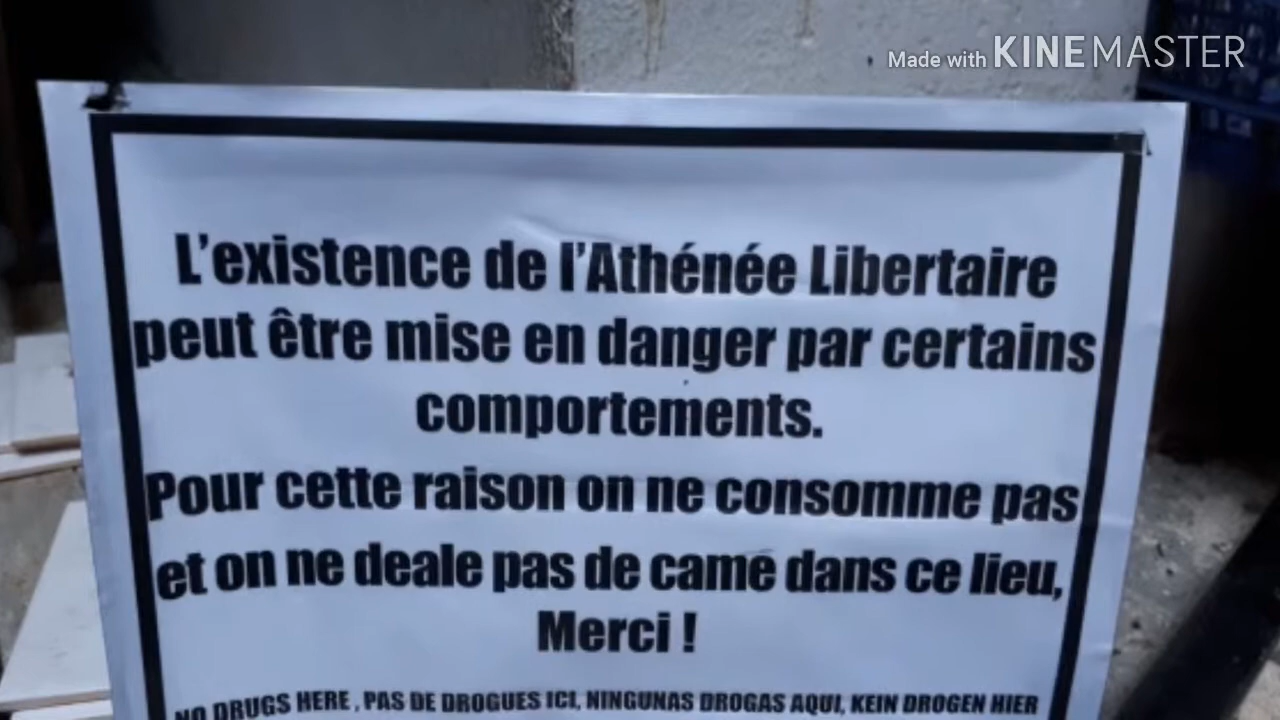 Made with KINEMASTER
L'existence de l'Athénée Libertaire
peut être mise en danger par certains
comportements.
Pour cette raison on ne consomme pas
et on ne deale pas de came dans ce lieu,
Merci !
NO DRUGS HERE , PAS DE DROGUES ICI, NINGUNAS DROGAS AQUI, KEIN DROGEN HIER